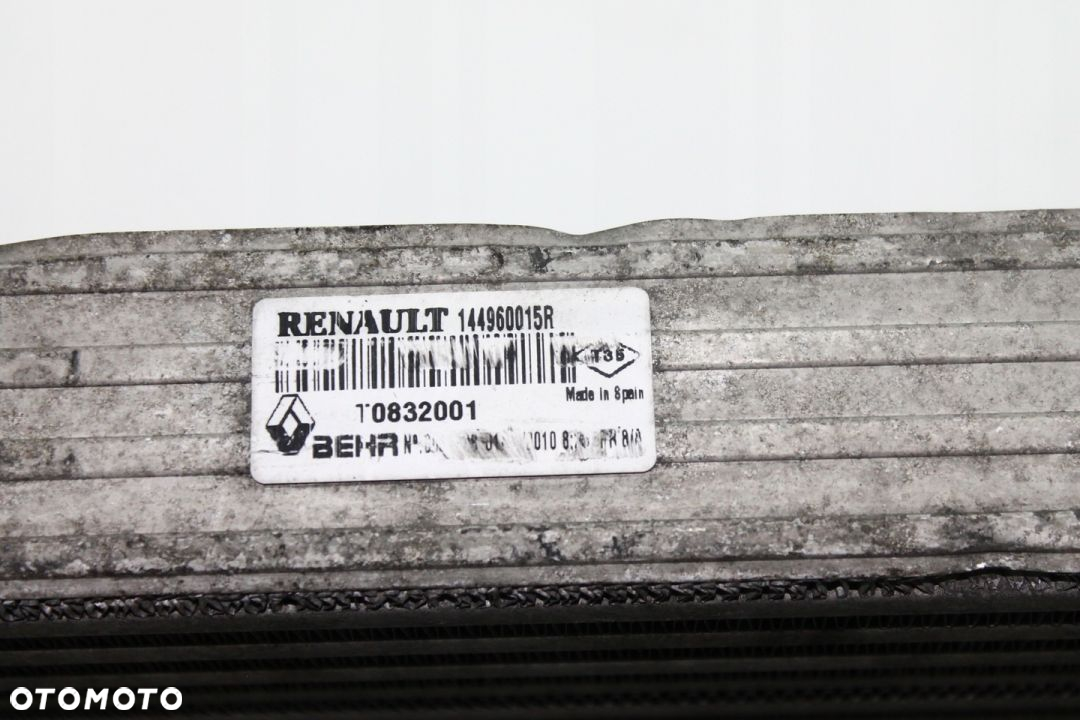 RENAULT 144960015R
T35
Made in Spain
T0832001
BEHR
OTOMOTO